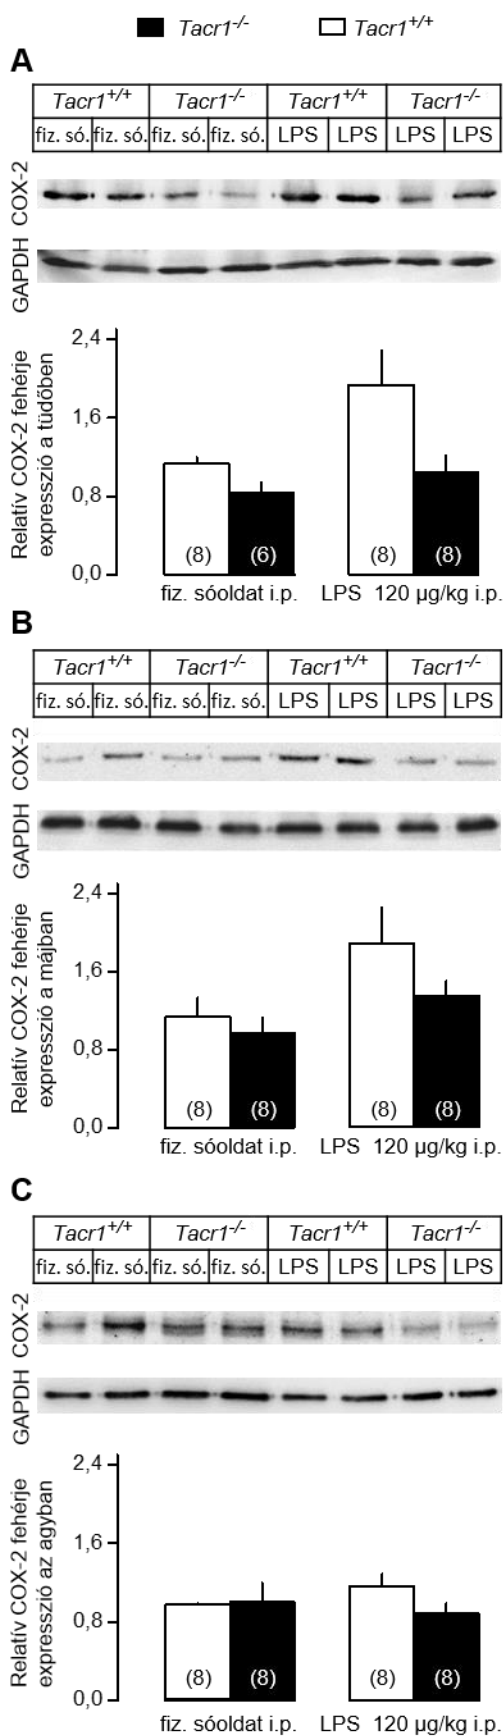 Tacr1-/- Tacr1+/+
A
Tacr1+/+ Tacr1-/- Tacr1+/+ Tacr1-/-
fiz. só. fiz. só. fiz. só. fiz. só. LPS LPS LPS LPS
COX-2
GAPDH
Relatív COX-2 fehérje
expresszió a tüdőben
2,4
1,6
0,8
0,0
(8) (6) (8) (8)
fiz. sóoldat i.p. LPS 120 µg/kg i.p.
B
Tacr1+/+ Tacr1-/- Tacr1+/+ Tacr1-/-
fiz. só. fiz. só. fiz. só. fiz. só. LPS LPS LPS LPS
COX-2
GAPDH
Relatív COX-2 fehérje
expresszió a májban
2,4
1,6
0,8
0,0
(8) (8) (8) (8)
fiz. sóoldat i.p. LPS 120 µg/kg i.p.
C
Tacr1+/+ Tacr1-/- Tacr1+/+ Tacr1-/-
fiz. só. fiz. só. fiz. só. fiz. só. LPS LPS LPS LPS
COX-2
GAPDH
Relatív COX-2 fehérje
expresszió az agyban
2,4
1,6
0,8
0,0
(8) (8) (8) (8)
fiz. sóoldat i.p. LPS 120 µg/kg i.p.